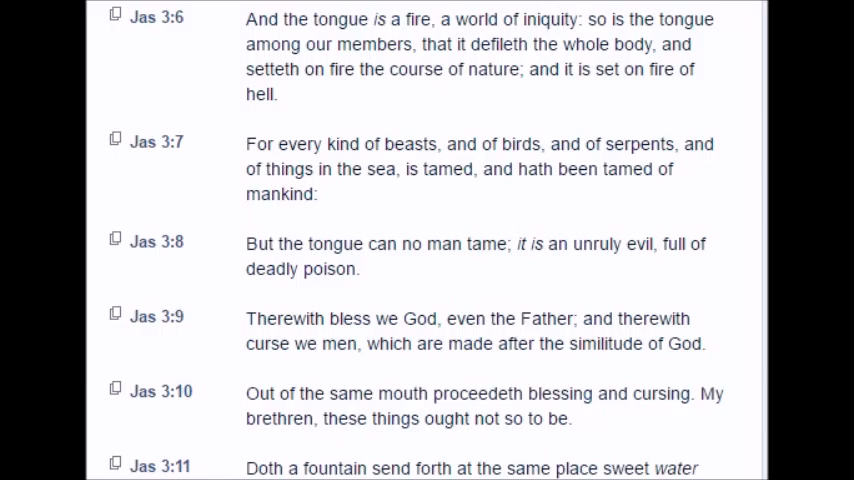 Jas 3:6 And the tongue is a fire, a world of iniquity: so is the tongue
among our members, that it defileth the whole body, and
setteth on fire the course of nature; and it is set on fire of
hell.
Jas 3:7 For every kind of beasts, and of birds, and of serpents, and
of things in the sea, is tamed, and hath been tamed of
mankind:
Jas 3:8 But the tongue can no man tame; it is an unruly evil, full of
deadly poison.
Jas 3:9 Therewith bless we God, even the Father; and therewith
curse we men, which are made after the similitude of God.
Jas 3:10 Out of the same mouth proceedeth blessing and cursing. My
brethren, these things ought not so to be.
Jas 3:11 Doth a fountain send forth at the same place sweet water